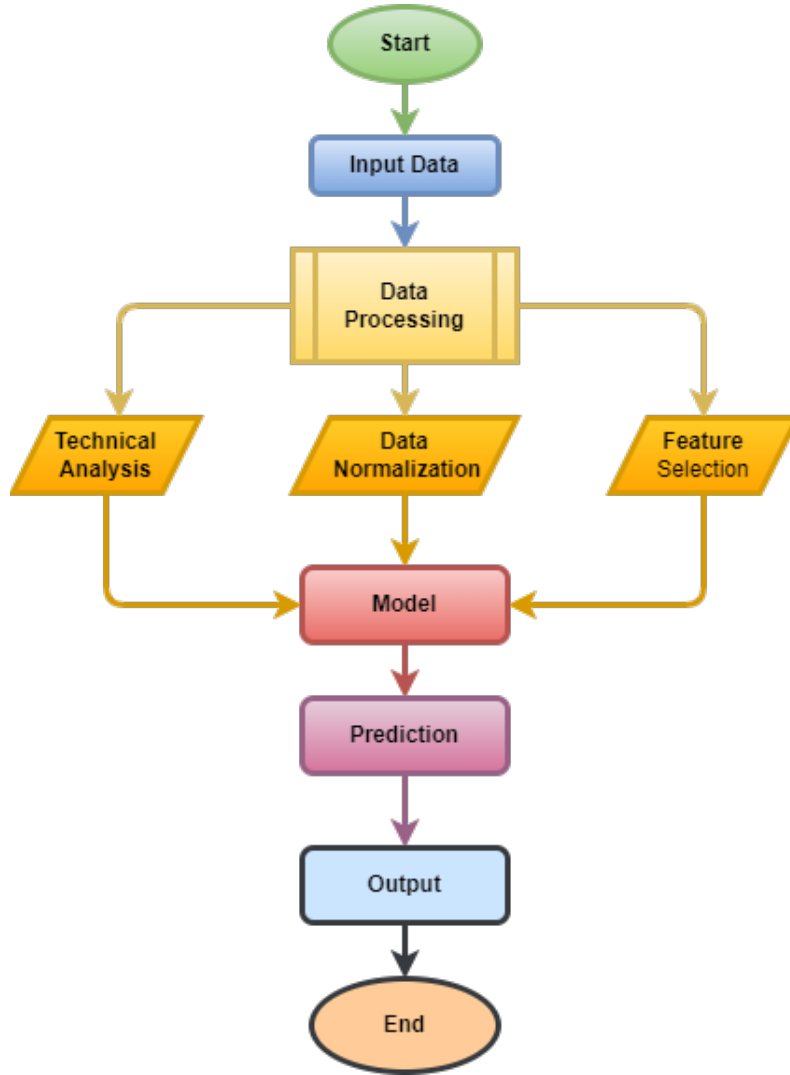 Start
Input Data
Data
Processing
Technical
Analysis
Data
Normalization
Feature
Selection
Model
Prediction
Output
End